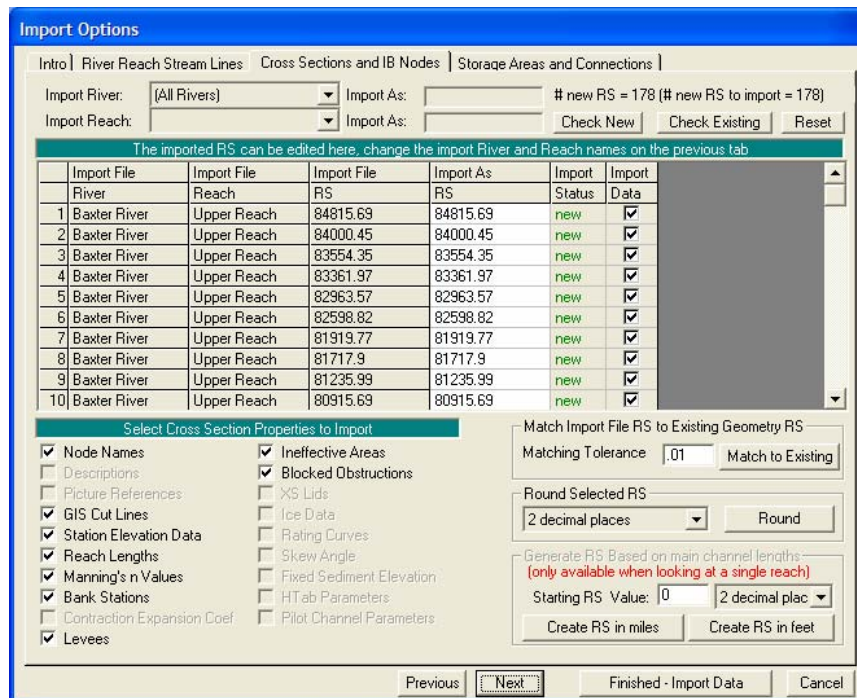 Import Options
Intro River Reach Stream Lines Cross Sections and IB Nodes Storage Areas and Connections
Import River: (All Rivers) Import As: # new RS = 178 (# new RS to import = 178)
Import Reach: Import As: Check New Check Existing Reset
The imported RS can be edited here, change the import River and Reach names on the previous tab
Import File Import File Import File Import As Import Import
River Reach RS RS Status Data
1 Baxter River Upper Reach 84815.69 84815.69 new
2 Baxter River Upper Reach 84000.45 84000.45 new
3 Baxter River Upper Reach 83554.35 83554.35 new
4 Baxter River Upper Reach 83361.97 83361.97 new
5 Baxter River Upper Reach 82963.57 82963.57 new
6 Baxter River Upper Reach 82598.82 82598.82 new
7 Baxter River Upper Reach 81919.77 81919.77 new
8 Baxter River Upper Reach 81717.9 81717.9 new
9 Baxter River Upper Reach 81235.99 81235.99 new
10 Baxter River Upper Reach 80915.69 80915.69 new
Select Cross Section Properties to Import
Node Names Ineffective Areas
Descriptions Blocked Obstructions
Picture References XS Lids
GIS Cut Lines Ice Data
Station Elevation Data Rating Curves
Reach Lengths Skew Angle
Manning's n Values Fixed Sediment Elevation
Bank Stations HTab Parameters
Contraction Expansion Coef Pilot Channel Parameters
Levees
Match Import File RS to Existing Geometry RS
Matching Tolerance .01 Match to Existing
Round Selected RS
2 decimal places Round
Generate RS Based on main channel lengths
(only available when looking at a single reach)
Starting RS Value: 0 2 decimal plac
Create RS in miles Create RS in feet
Previous Next Finished - Import Data Cancel